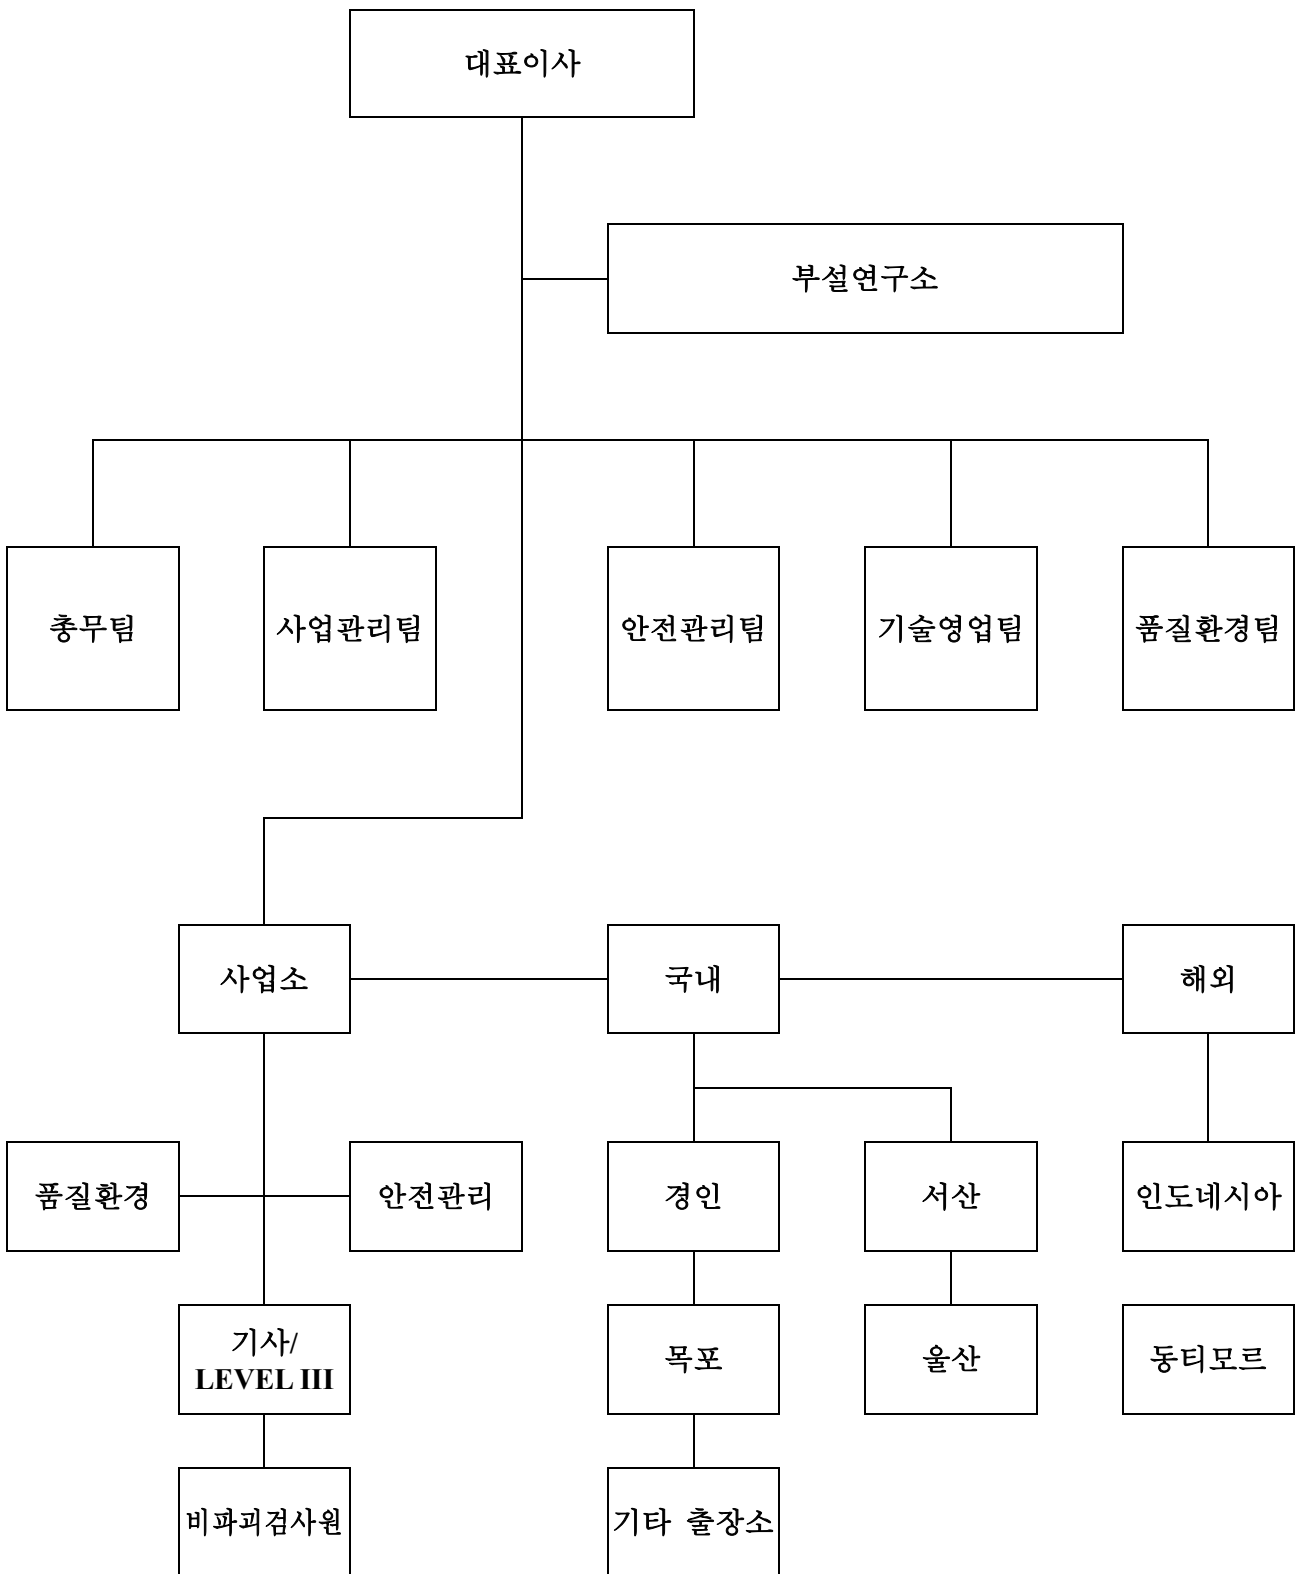 대표이사
부설연구소
총무팀
사업관리팀
안전관리팀
기술영업팀
품질환경팀
사업소
국내
해외
품질환경
안전관리
경인
서산
인도네시아
기사/
LEVEL III
목포
울산
동티모르
비파괴검사원
기타 출장소